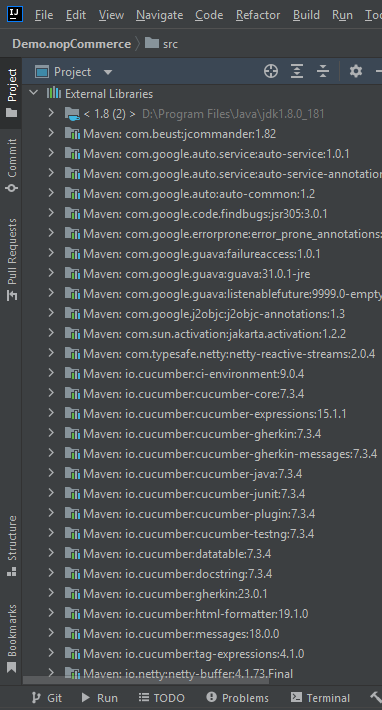 IJ File Edit View Navigate Code Refactor Build Run
Demo.nopCommerce > src
Project
External Libraries
< 1.8 (2) > D:\Program Files\Java\jdk1.8.0_181
Maven: com.beust:jcommander:1.82
Maven: com.google.auto.service:auto-service:1.0.1
Maven: com.google.auto.service:auto-service-annotation
Maven: com.google.auto:auto-common:1.2
Maven: com.google.code.findbugs:jsr305:3.0.1
Maven: com.google.errorprone:error_prone_annotations:
Maven: com.google.guava:failureaccess:1.0.1
Maven: com.google.guava:guava:31.0.1-jre
Maven: com.google.guava:listenablefuture:9999.0-empty
Maven: com.google.j2objc:j2objc-annotations:1.3
Maven: com.sun.activation:jakarta.activation:1.2.2
Maven: com.typesafe.netty:netty-reactive-streams:2.0.4
Maven: io.cucumber:ci-environment:9.0.4
Maven: io.cucumber:cucumber-core:7.3.4
Maven: io.cucumber:cucumber-expressions:15.1.1
Maven: io.cucumber:cucumber-gherkin:7.3.4
Maven: io.cucumber:cucumber-gherkin-messages:7.3.4
Maven: io.cucumber:cucumber-java:7.3.4
Maven: io.cucumber:cucumber-junit:7.3.4
Maven: io.cucumber:cucumber-plugin:7.3.4
Maven: io.cucumber:cucumber-testng:7.3.4
Maven: io.cucumber:datatable:7.3.4
Maven: io.cucumber:docstring:7.3.4
Maven: io.cucumber:gherkin:23.0.1
Maven: io.cucumber:html-formatter:19.1.0
Maven: io.cucumber:messages:18.0.0
Maven: io.cucumber:tag-expressions:4.1.0
Maven: io.netty:netty-buffer:4.1.73.Final
Project
Commit
Pull Requests
Structure
Bookmarks
Git Run TODO Problems Terminal